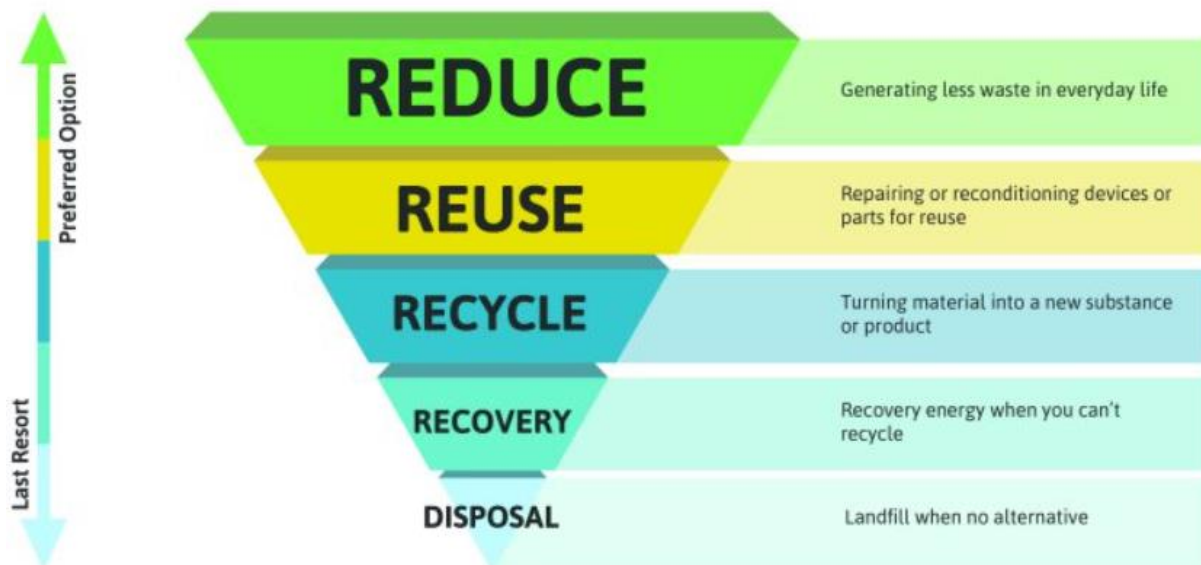 Preferred Option
Last Resort
REDUCE
Generating less waste in everyday life
REUSE
Repairing or reconditioning devices or
parts for reuse
RECYCLE
Turning material into a new substance
or product
RECOVERY
Recovery energy when you can't
recycle
DISPOSAL
Landfill when no alternative